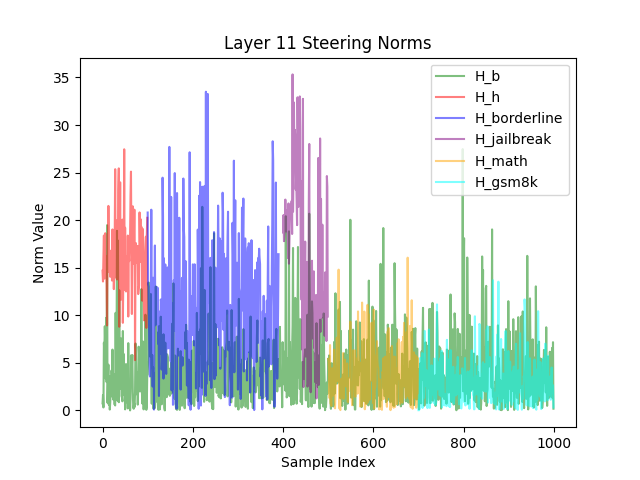 Layer 11 Steering Norms
Norm Value
35
30
25
20
15
10
5
0
H_b
H_h
H_borderline
H_jailbreak
H_math
H_gsm8k
0
200
400
600
800
1000
Sample Index